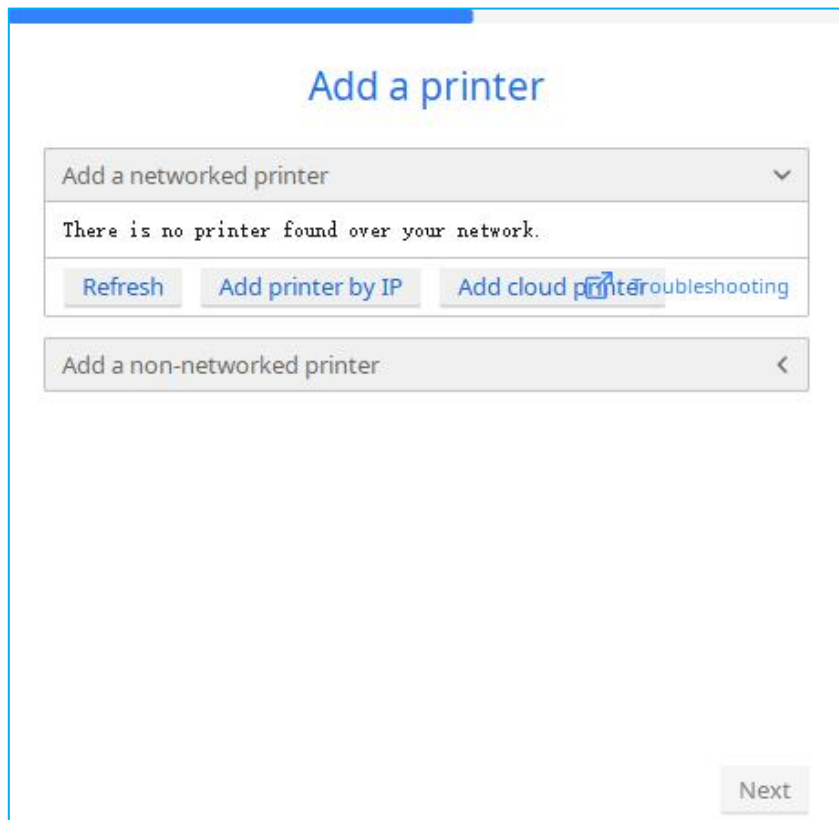 Add a printer
Add a networked printer
There is no printer found over your network.
Refresh Add printer by IP Add cloud printer Troubleshooting
Add a non-networked printer
Next